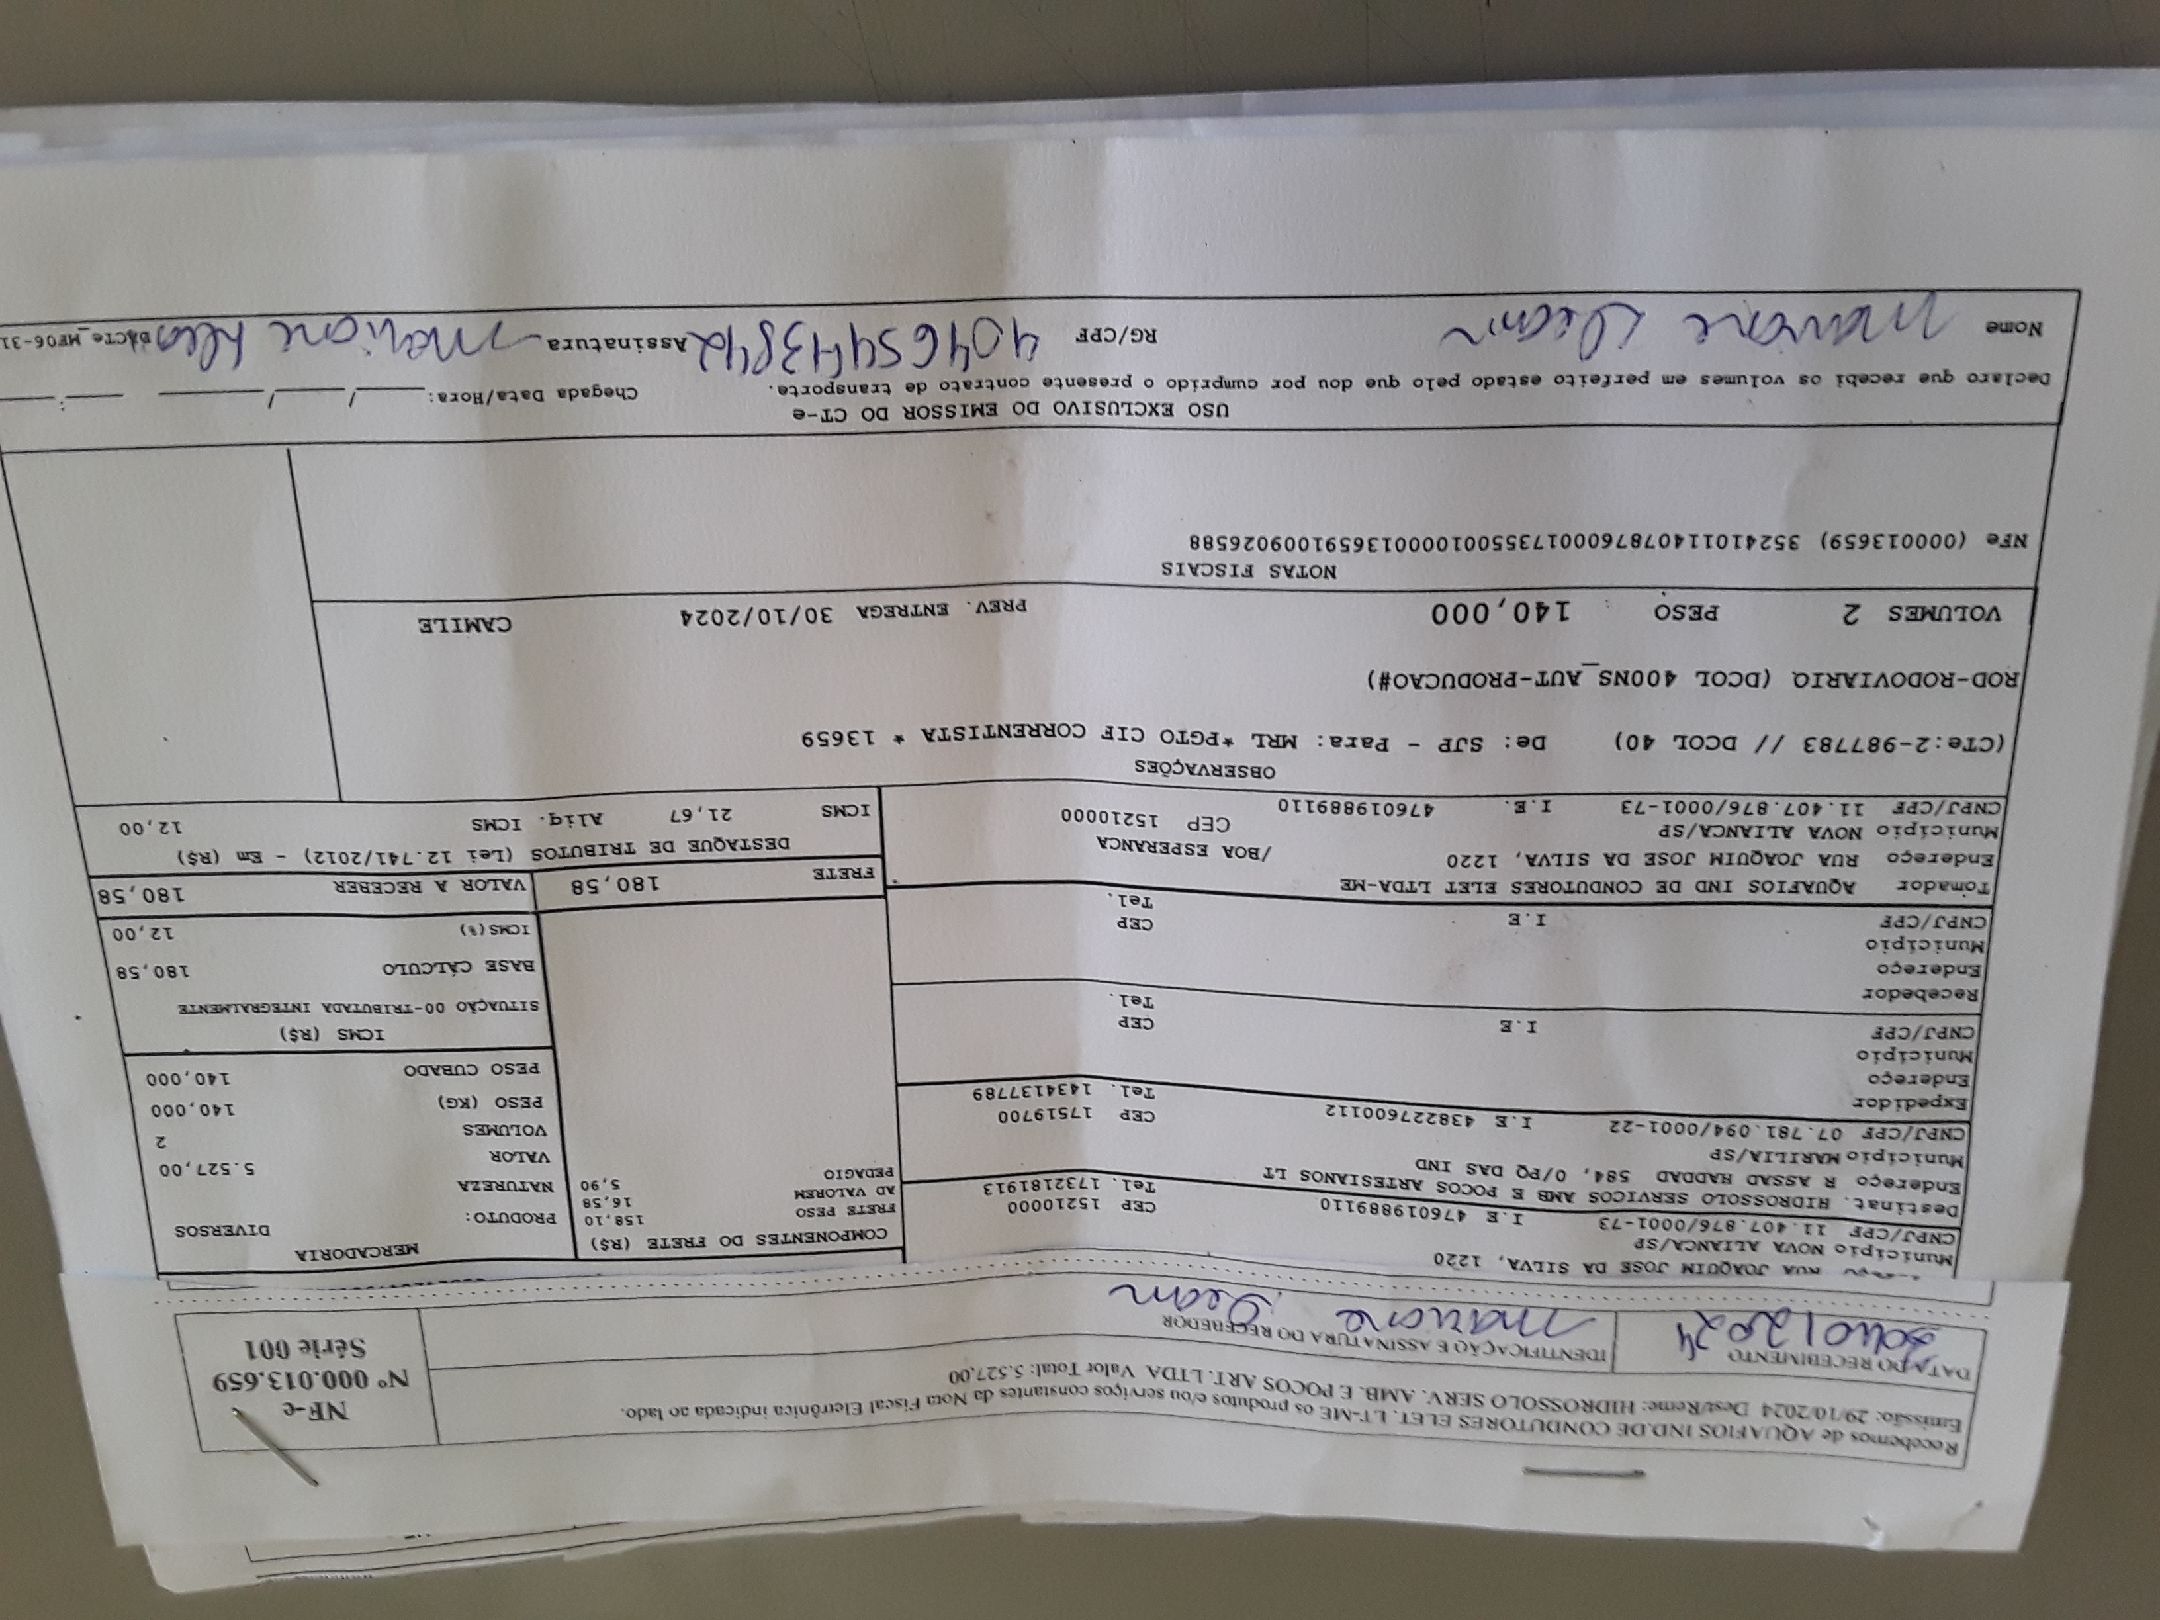 Recebemos de AQUAFIOS IND.DE CONDUTORES ELET. LT-ME os produtos e/ou serviços constantes da Nota Fiscal Eletrônica indicada ao lado.
Emissão: 29/10/2024 Dest/Reme: HIDROSSOLO SERV. AMB. E POCOS ART. LTDA Valor Total: 5.527,00
DATA DO RECEBIMENTO
IDENTIFICAÇÃO E ASSINATURA DO RECEBEDOR
NF-e
Nº 000.013.659
Série 001
RUA JOAQUIM JOSE DA SILVA, 1220
Município NOVA ALIANCA/SP CEP 15210000
CNPJ/CPF 11.407.876/0001-73 I.E 476019889110 Tel. 1732181913
Destinat. HIDROSSOLO SERVICOS AMB E POCOS ARTESIANOS LT
Endereço R ASSAD HADDAD 584, 0/PQ DAS IND
Município MARILIA/SP CEP 17519700
CNPJ/CPF 07.781.094/0001-22 I.E 438227600112 Tel. 1434137789
Expedidor
Endereço
Município CEP
CNPJ/CPF I.E Tel.
Recebedor
Endereço
Município CEP
CNPJ/CPF I.E Tel.
Tomador AQUAFIOS IND DE CONDUTORES ELET LTDA-ME
Endereço RUA JOAQUIM JOSE DA SILVA, 1220 /BOA ESPERANCA
Município NOVA ALIANCA/SP CEP 15210000
CNPJ/CPF 11.407.876/0001-73 I.E. 476019889110
COMPONENTES DO FRETE (R$)
FRETE PESO 158,10
AD VALOREM 16,58
PEDAGIO 5,90
MERCADORIA
PRODUTO: DIVERSOS
NATUREZA
VALOR 5.527,00
VOLUMES 2
PESO (KG) 140,000
PESO CUBADO 140,000
ICMS (R$)
SITUAÇÃO 00-TRIBUTADA INTEGRALMENTE
BASE CÁLCULO 180,58
ICMS(%) 12,00
FRETE 180,58 VALOR A RECEBER 180,58
DESTAQUE DE TRIBUTOS (Lei 12.741/2012) - Em (R$)
ICMS 21,67 Aliq. ICMS 12,00
OBSERVAÇÕES
(CTe:2-987783 // DCOL 40) De: SJP - Para: MRL *PGTO CIF CORRENTISTA * 13659
ROD-RODOVIARIO (DCOL 400NS_AUT-PRODUCAO#)
VOLUMES 2 PESO : 140,000 PREV. ENTREGA 30/10/2024 CAMILE
NOTAS FISCAIS
NFe (000013659) 35241011407876000173550010000136591009026588
USO EXCLUSIVO DO EMISSOR DO CT-e
Declaro que recebi os volumes em perfeito estado pelo que dou por cumprido o presente contrato de transporte. Chegada Data/Hora: ___/___/___ __:__
Nome RG/CPF 40465443842 Assinatura DACTe_MF06-31